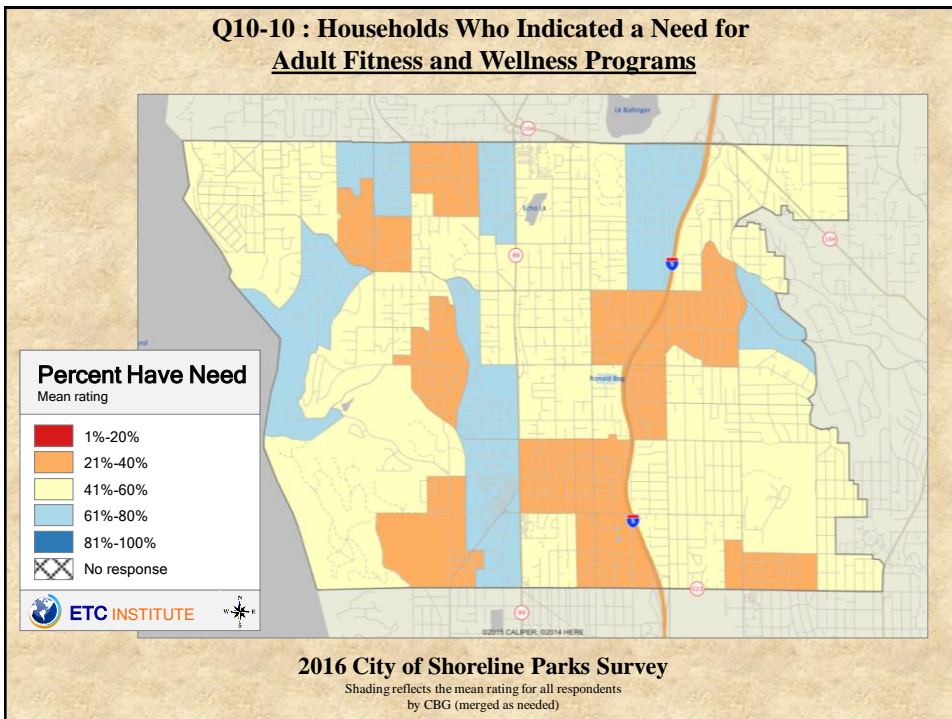 Q10-10 : Households Who Indicated a Need for
Adult Fitness and Wellness Programs
Lk Ballinger
104
Echo Lk
99
104
5
nd
Percent Have Need
Mean rating
1%-20%
21%-40%
41%-60%
61%-80%
81%-100%
No response
ETC INSTITUTE
N
W
E
S
Ronald Bog
5
523
99
©2015 CALIPER; ©2014 HERE
2016 City of Shoreline Parks Survey
Shading reflects the mean rating for all respondents
by CBG (merged as needed)